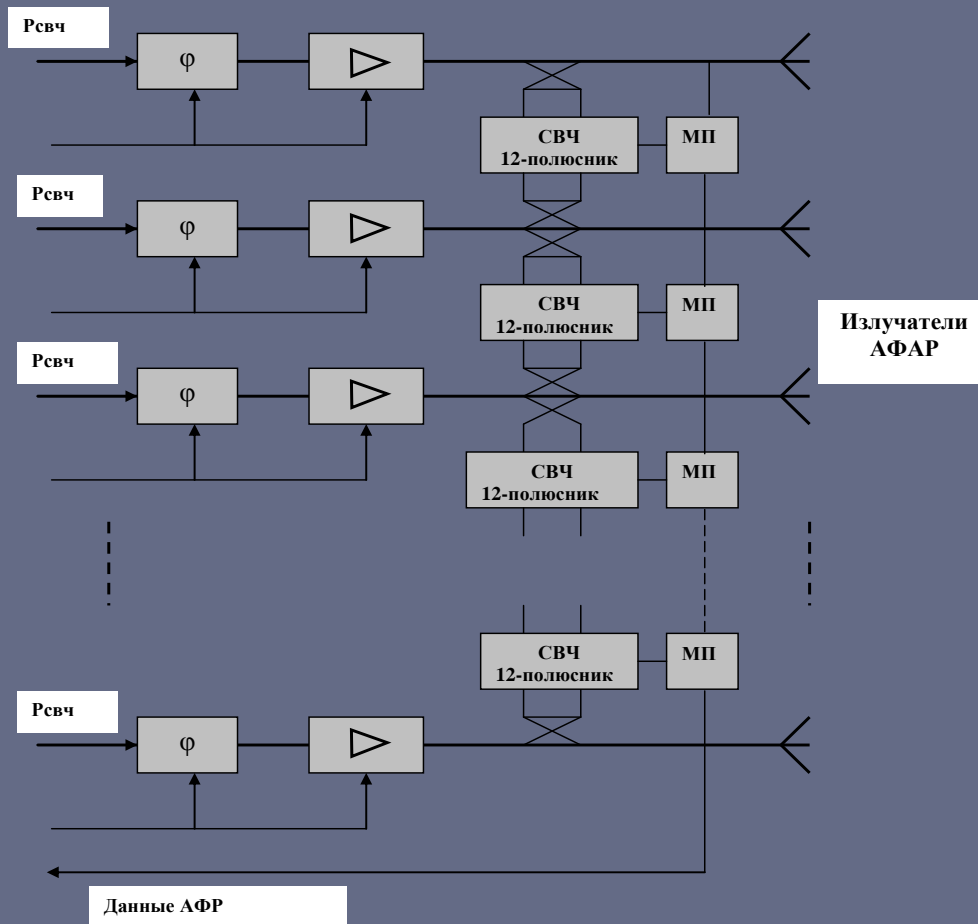 Рсвч
φ
СВЧ
12-полюсник
МП
Рсвч
φ
СВЧ
12-полюсник
МП
Излучатели
АФАР
Рсвч
φ
СВЧ
12-полюсник
МП
СВЧ
12-полюсник
МП
Рсвч
φ
Данные АФР